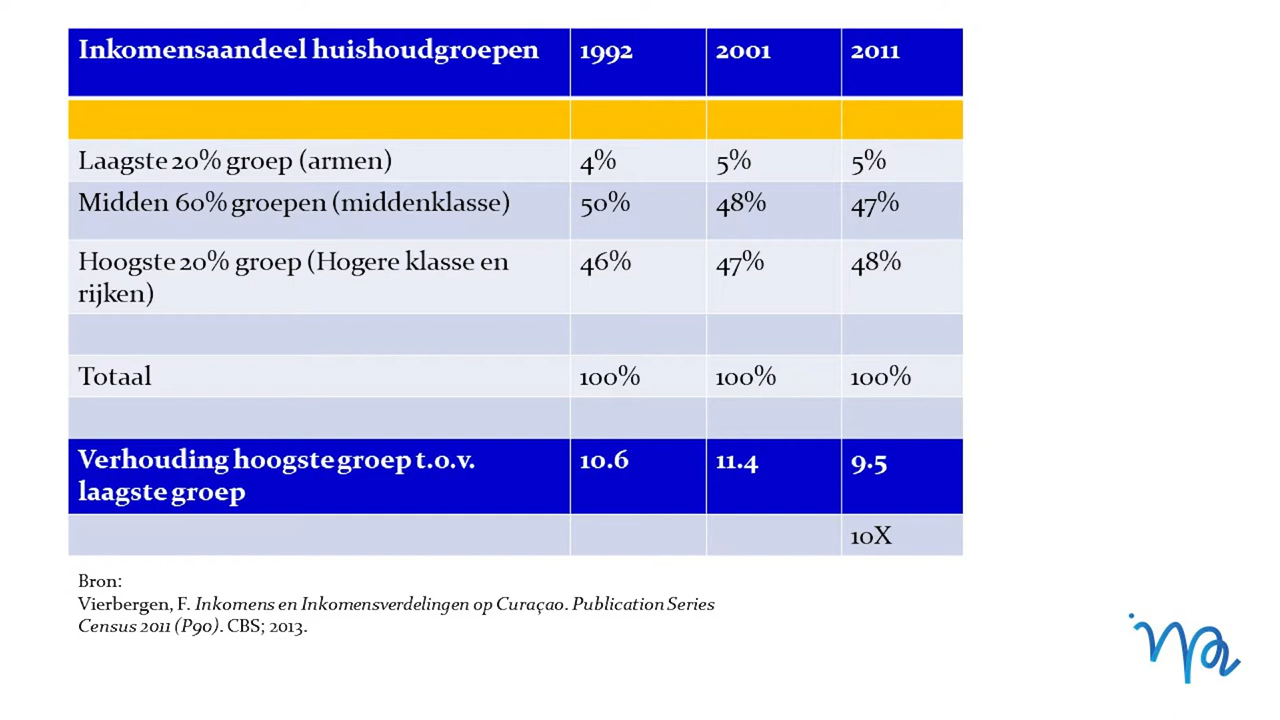 Inkomensaandeel huishoudgroepen 1992 2001 2011
Laagste 20% groep (armen) 4% 5% 5%
Midden 60% groepen (middenklasse) 50% 48% 47%
Hoogste 20% groep (Hogere klasse en 46% 47% 48%
rijken)
Totaal 100% 100% 100%
Verhouding hoogste groep t.o.v. 10.6 11.4 9.5
laagste groep
10X
Bron:
Vierbergen, F. Inkomens en Inkomensverdelingen op Curaçao. Publication Series
Census 2011 (P90). CBS; 2013.